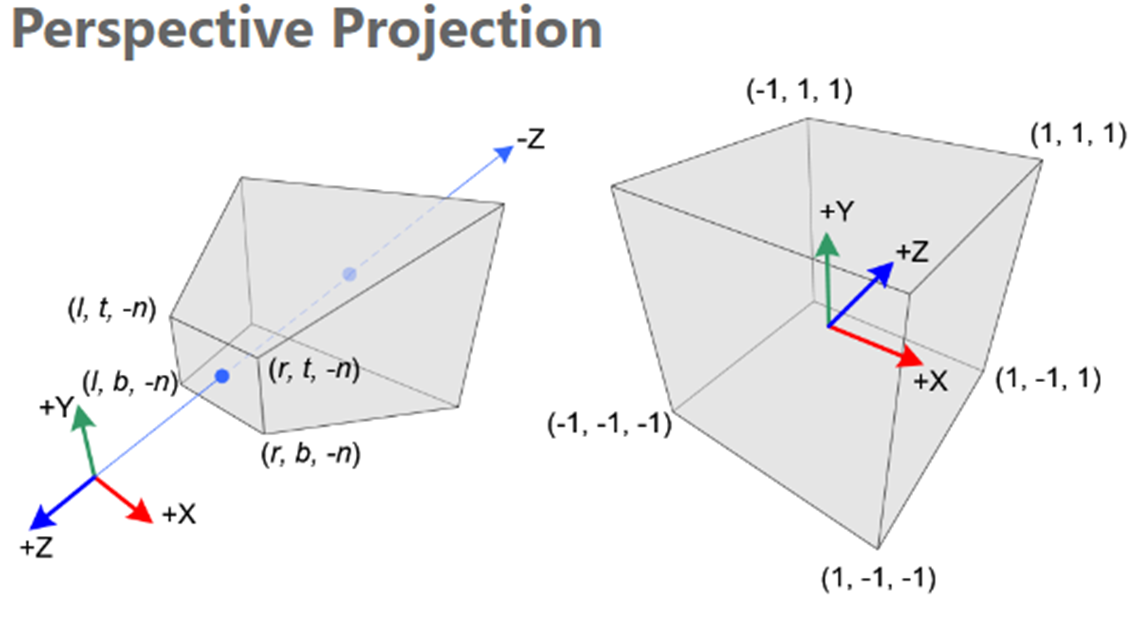 Perspective Projection
-Z
(l, t, -n)
(r, t, -n)
(l, b, -n)
+Y
(r, b, -n)
+X
+Z
(-1, 1, 1)
(1, 1, 1)
+Y
+Z
+X
(1, -1, 1)
(-1, -1, -1)
(1, -1, -1)